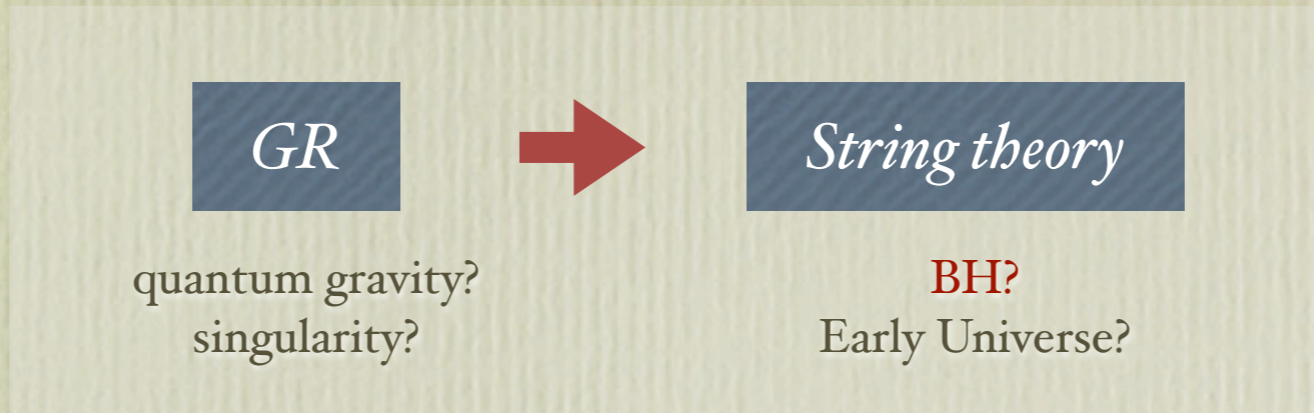 GR
String theory
quantum gravity?
singularity?
BH?
Early Universe?